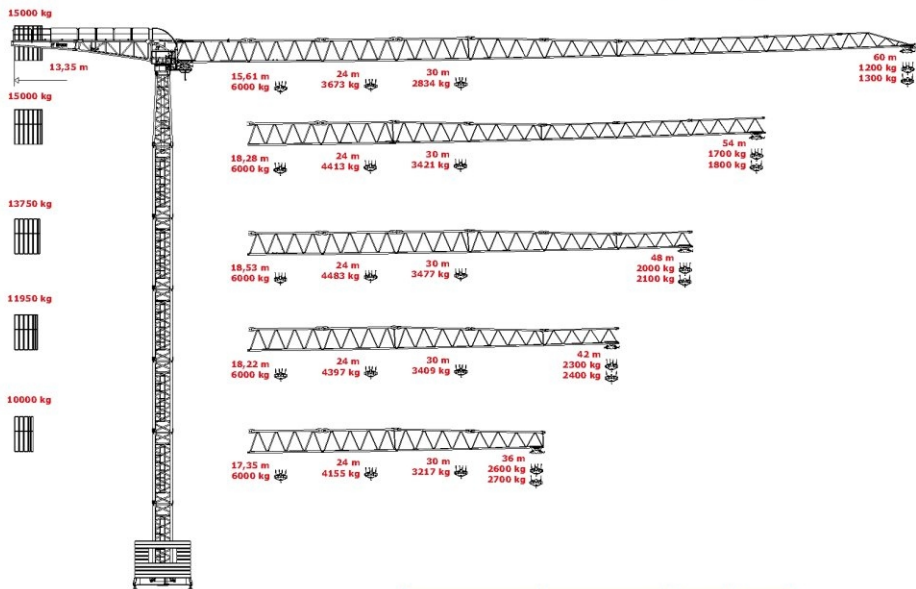 15000 kg
13,35 m
15,61 m
6000 kg
24 m
3673 kg
30 m
2834 kg
60 m
1200 kg
1300 kg
15000 kg
18,28 m
6000 kg
24 m
4413 kg
30 m
3421 kg
54 m
1700 kg
1800 kg
13750 kg
18,53 m
6000 kg
24 m
4483 kg
30 m
3477 kg
48 m
2000 kg
2100 kg
11950 kg
18,22 m
6000 kg
24 m
4397 kg
30 m
3409 kg
42 m
2300 kg
2400 kg
10000 kg
17,35 m
6000 kg
24 m
4155 kg
30 m
3217 kg
36 m
2600 kg
2700 kg